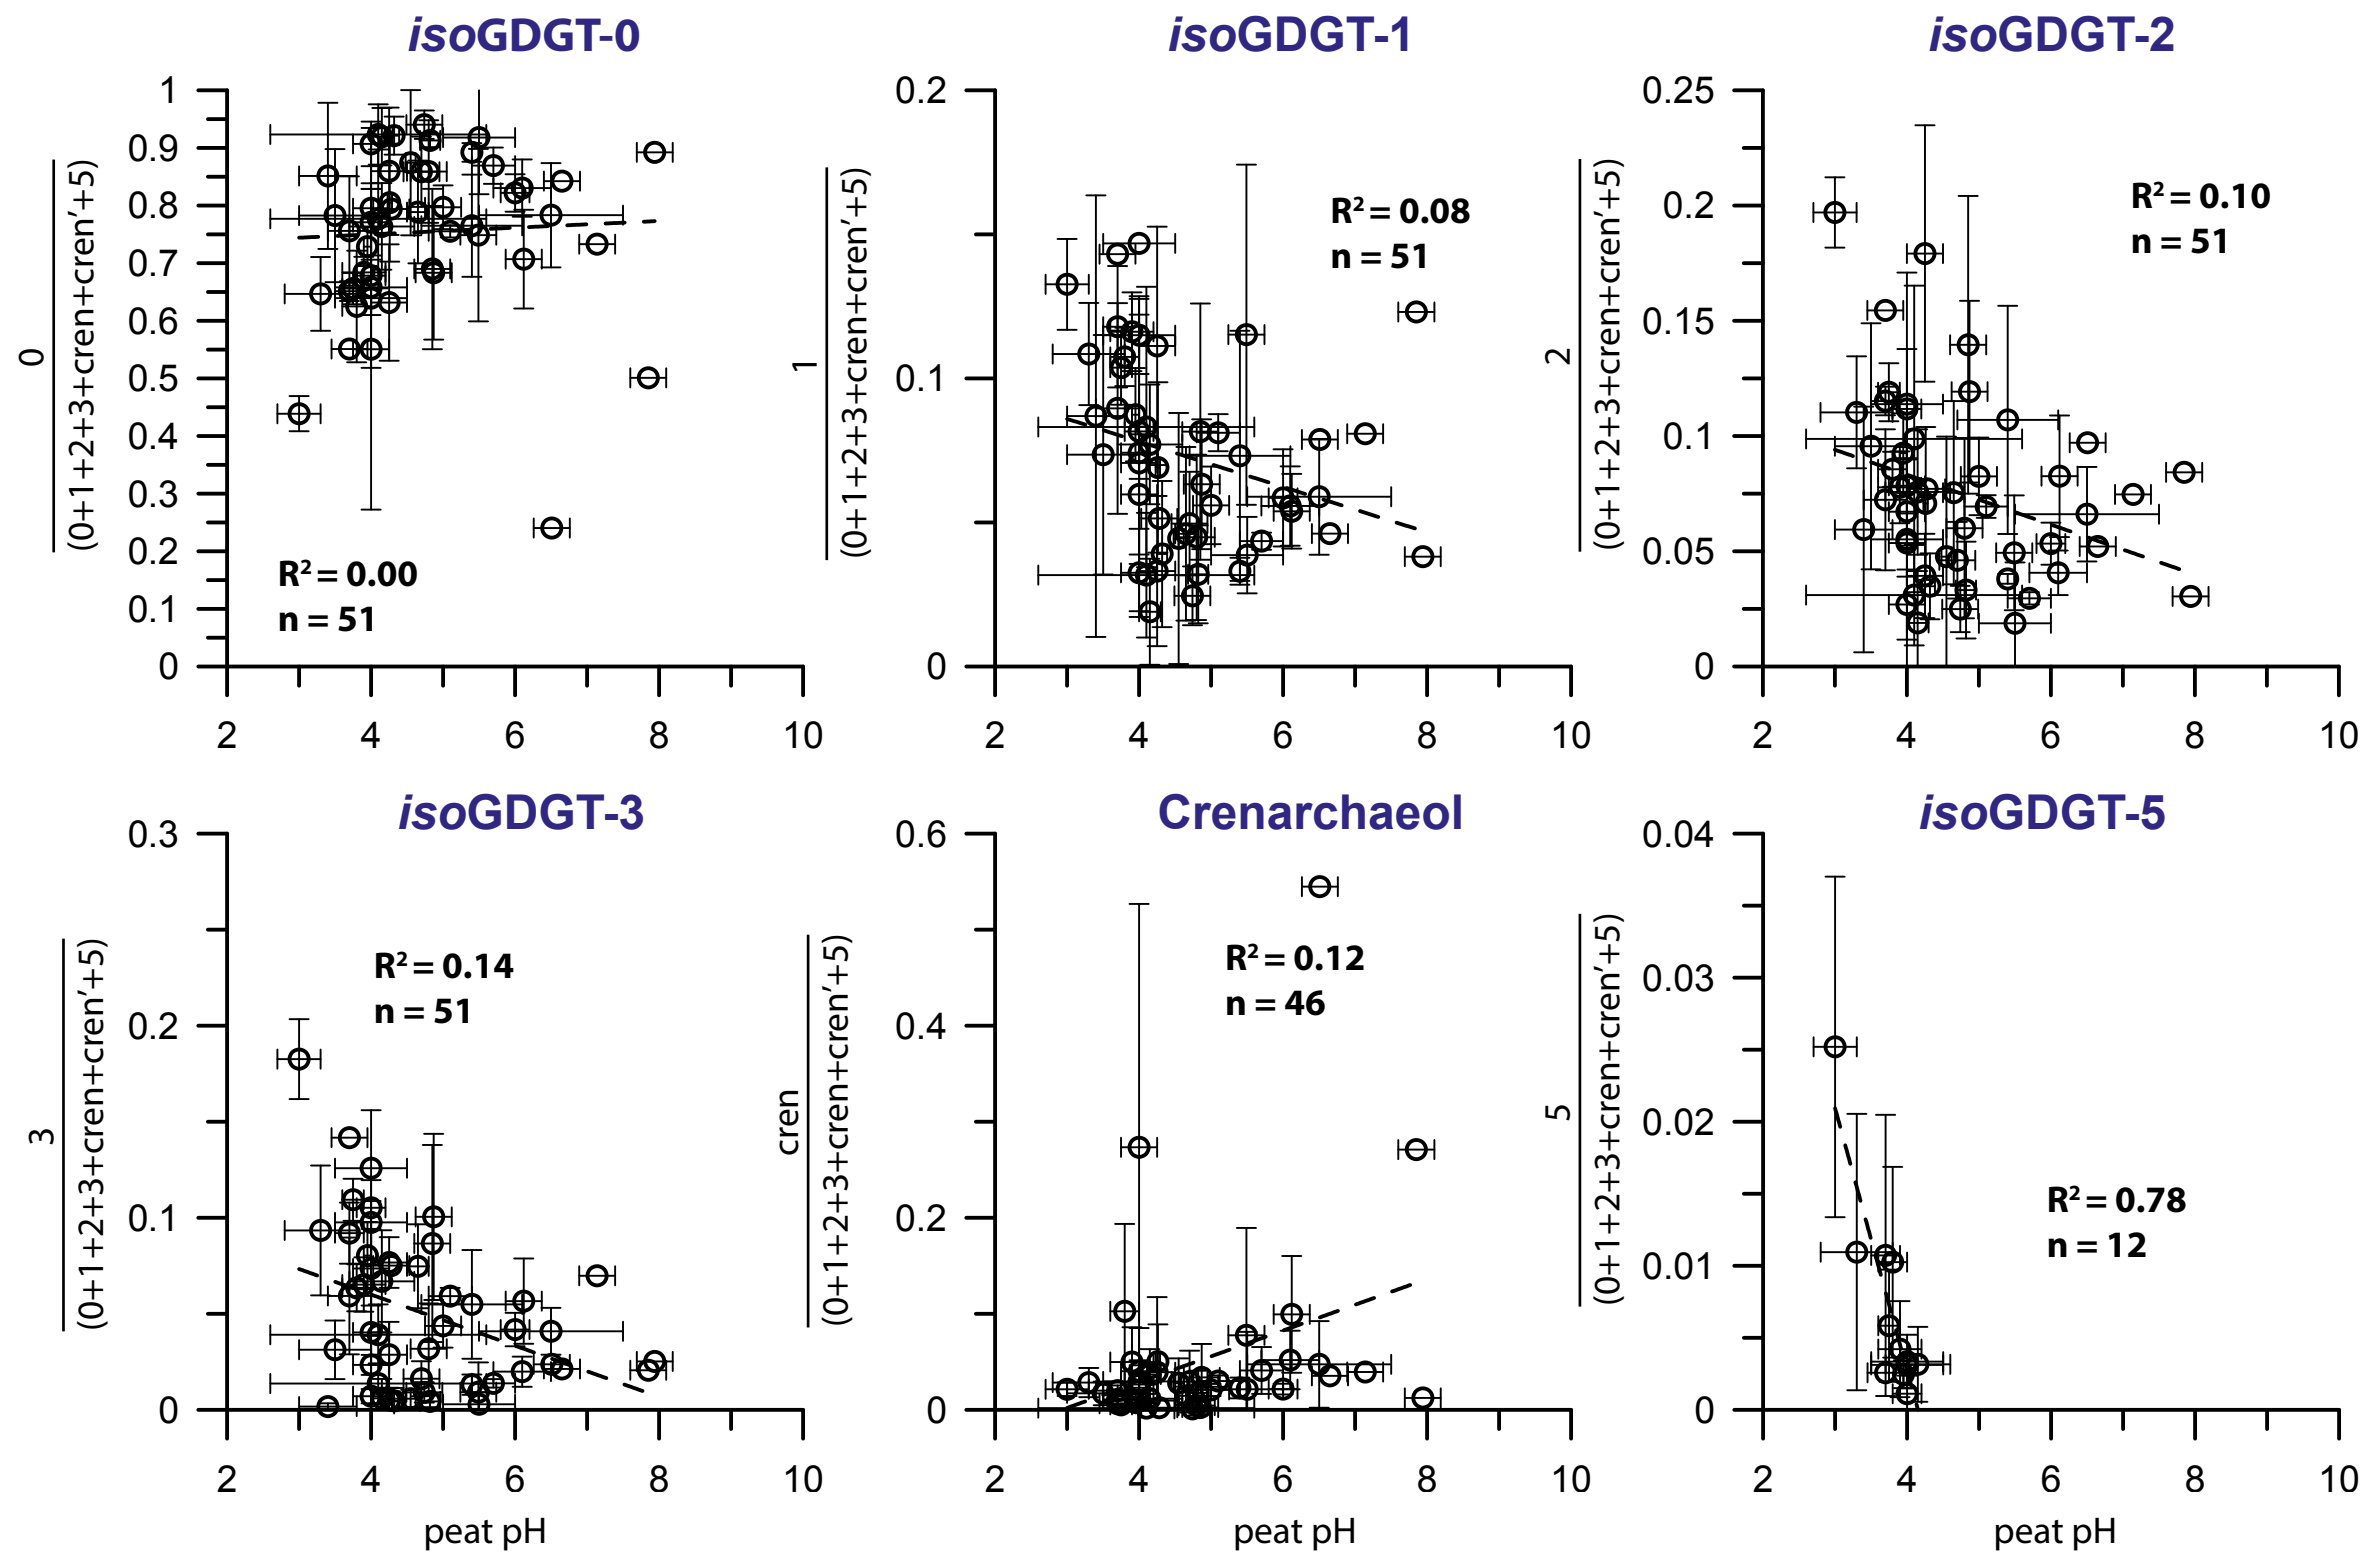 isoGDGT-0
isoGDGT-1
isoGDGT-2
0
(0+1+2+3+cren+cren’+5)
1
0.9
0.8
0.7
0.6
0.5
0.4
0.3
0.2
0.1
0
R² = 0.00
n = 51
2 4 6 8 10
1
(0+1+2+3+cren+cren’+5)
0.2
0.1
0
R² = 0.08
n = 51
2 4 6 8 10
2
(0+1+2+3+cren+cren’+5)
0.25
0.2
0.15
0.1
0.05
0
R² = 0.10
n = 51
2 4 6 8 10
isoGDGT-3
Crenarchaeol
isoGDGT-5
3
(0+1+2+3+cren+cren’+5)
0.3
0.2
0.1
0
R² = 0.14
n = 51
2 4 6 8 10
peat pH
cren
(0+1+2+3+cren+cren’+5)
0.6
0.4
0.2
0
R² = 0.12
n = 46
2 4 6 8 10
peat pH
5
(0+1+2+3+cren+cren’+5)
0.04
0.03
0.02
0.01
0
R² = 0.78
n = 12
2 4 6 8 10
peat pH